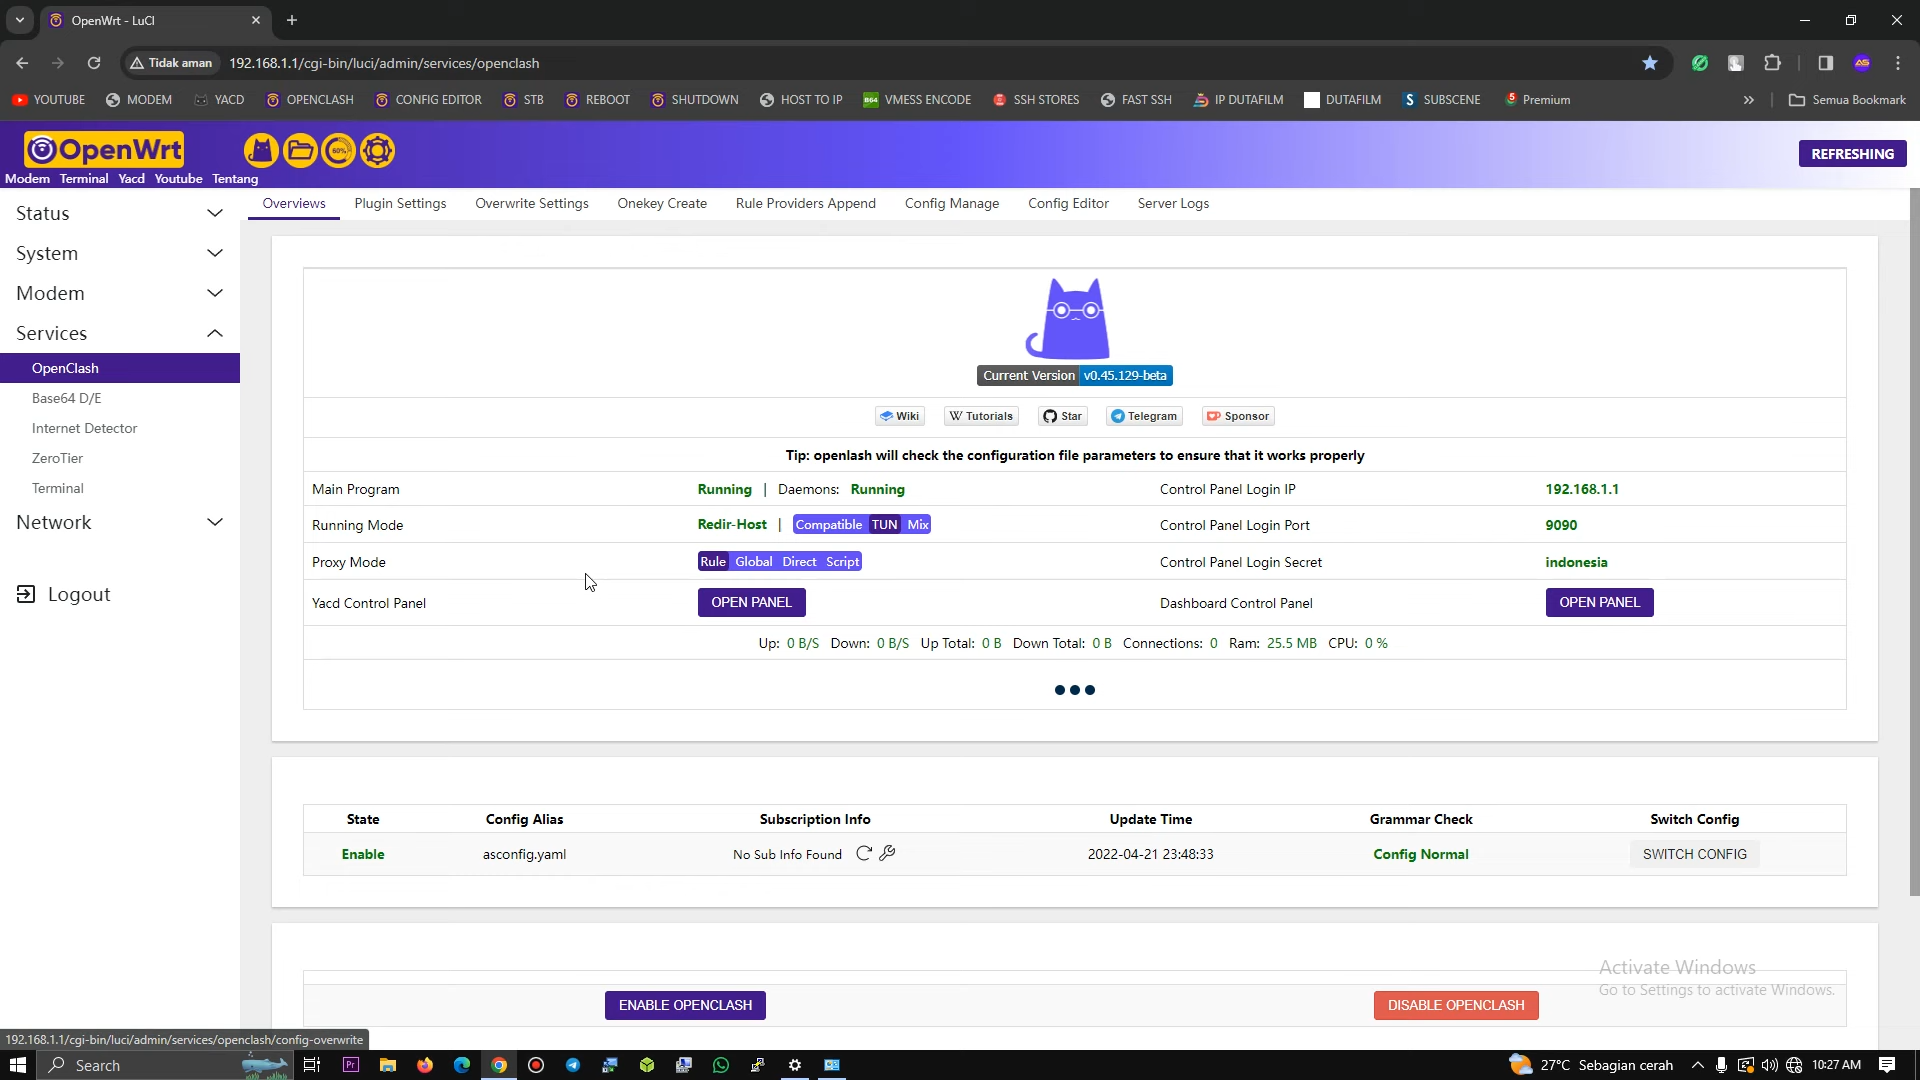 OpenWrt - LuCI
Tidak aman
192.168.1.1/cgi-bin/luci/admin/services/openclash
AS
YOUTUBE
MODEM
YACD
OPENCLASH
CONFIG EDITOR
STB
REBOOT
SHUTDOWN
HOST TO IP
B64
VMESS ENCODE
SSH STORES
FAST SSH
IP DUTAFILM
DUTAFILM
S
SUBSCENE
5
Premium
Semua Bookmark
OpenWrt
60%
REFRESHING
Modem Terminal Yacd Youtube Tentang
Status
System
Modem
Services
OpenClash
Base64 D/E
Internet Detector
ZeroTier
Terminal
Network
Logout
Overviews
Plugin Settings
Overwrite Settings
Onekey Create
Rule Providers Append
Config Manage
Config Editor
Server Logs
Current Version v0.45.129-beta
Wiki
W Tutorials
Star
Telegram
Sponsor
Tip: openlash will check the configuration file parameters to ensure that it works properly
Main Program
Running | Daemons: Running
Control Panel Login IP
192.168.1.1
Running Mode
Redir-Host | Compatible TUN Mix
Control Panel Login Port
9090
Proxy Mode
Rule Global Direct Script
Control Panel Login Secret
indonesia
Yacd Control Panel
OPEN PANEL
Dashboard Control Panel
OPEN PANEL
Up: 0 B/S Down: 0 B/S Up Total: 0 B Down Total: 0 B Connections: 0 Ram: 25.5 MB CPU: 0 %
State
Config Alias
Subscription Info
Update Time
Grammar Check
Switch Config
Enable
asconfig.yaml
No Sub Info Found
2022-04-21 23:48:33
Config Normal
SWITCH CONFIG
ENABLE OPENCLASH
DISABLE OPENCLASH
Activate Windows
Go to Settings to activate Windows.
192.168.1.1/cgi-bin/luci/admin/services/openclash/config-overwrite
Search
Pr
27°C Sebagian cerah
10:27 AM